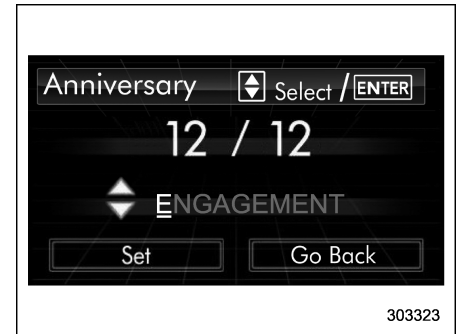 Anniversary Select / ENTER
12 / 12
ENGAGEMENT
Set Go Back
303323